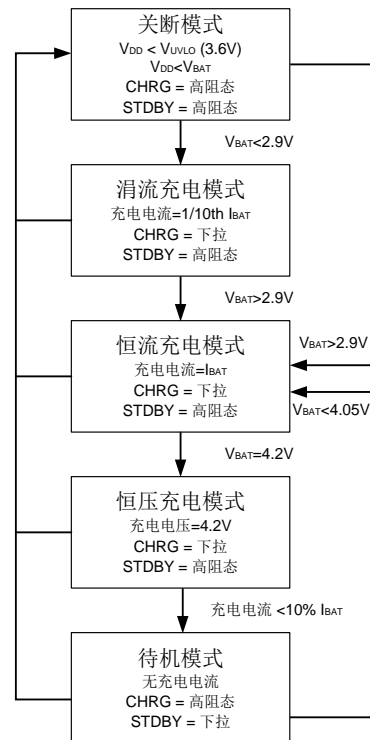 关断模式
VDD < VUVLO (3.6V)
VDD<VBAT
CHRG = 高阻态
STDBY = 高阻态
VBAT<2.9V
涓流充电模式
充电电流=1/10th IBAT
CHRG = 下拉
STDBY = 高阻态
VBAT>2.9V
恒流充电模式
充电电流=IBAT
CHRG = 下拉
STDBY = 高阻态
VBAT>2.9V
VBAT<4.05V
VBAT=4.2V
恒压充电模式
充电电压=4.2V
CHRG = 下拉
STDBY = 高阻态
充电电流 <10% IBAT
待机模式
无充电电流
CHRG = 高阻态
STDBY = 下拉